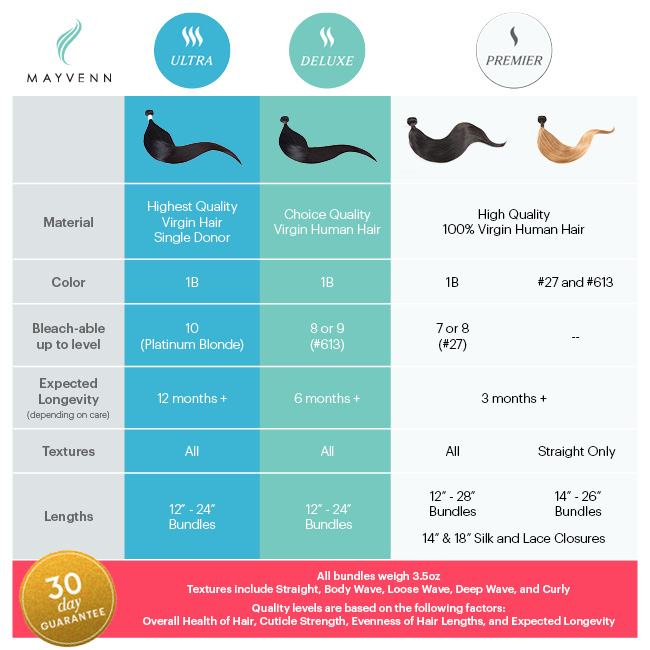 MAYVENN
ULTRA
DELUXE
PREMIER
Material
Highest Quality
Virgin Hair
Single Donor
Choice Quality
Virgin Human Hair
High Quality
100% Virgin Human Hair
Color
1B
1B
1B
#27 and #613
Bleach-able
up to level
10
(Platinum Blonde)
8 or 9
(#613)
7 or 8
(#27)
--
Expected
Longevity
(depending on care)
12 months +
6 months +
3 months +
Textures
All
All
All
Straight Only
Lengths
12” - 24”
Bundles
12” - 24”
Bundles
12” - 28”
Bundles
14” - 26”
Bundles
14” & 18” Silk and Lace Closures
30
day
GUARANTEE
All bundles weigh 3.5oz
Textures include Straight, Body Wave, Loose Wave, Deep Wave, and Curly
Quality levels are based on the following factors:
Overall Health of Hair, Cuticle Strength, Evenness of Hair Lengths, and Expected Longevity